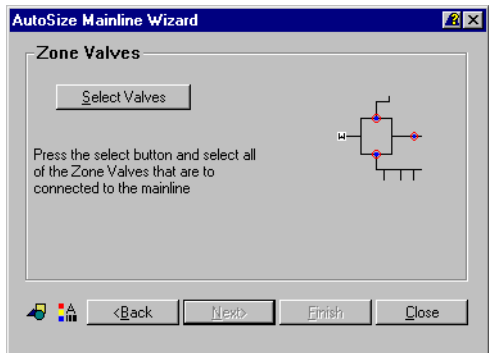 AutoSize Mainline Wizard
Zone Valves
Select Valves
W
Press the select button and select all
of the Zone Valves that are to
connected to the mainline
<Back
Next>
Finish
Close